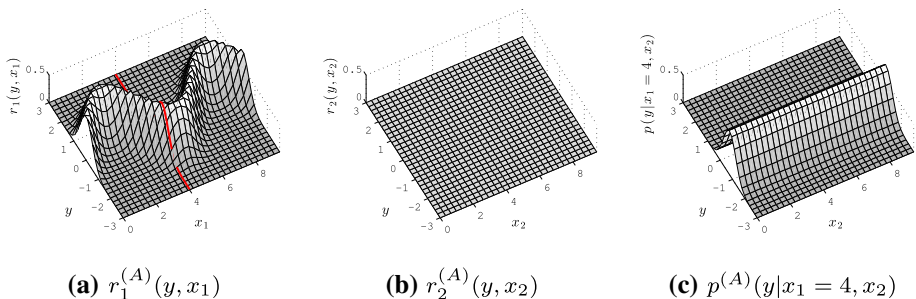 0.5 0.5 0.5
r₁(y, x₁) r₂(y, x₂) p(y|x₁ = 4, x₂)
0 0 0
3 3 3
2 2 2
1 1 1
0 0 0
-1 -1 -1
-2 -2 -2
-3 -3 -3
y y y
0 2 4 6 8 0 2 4 6 8 0 2 4 6 8
x₁ x₂ x₂
(a) r₁^(A)(y, x₁) (b) r₂^(A)(y, x₂) (c) p^(A)(y|x₁ = 4, x₂)